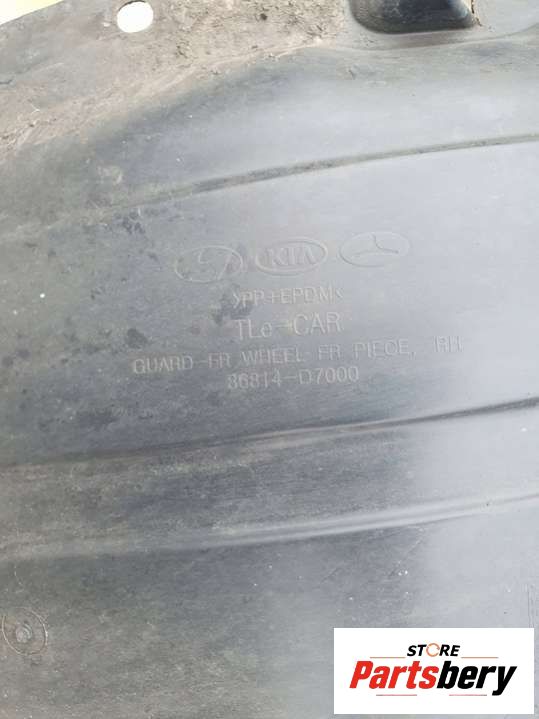 KIA
>PP+EPDM<
TLe-CAR
GUARD-FR WHEEL FR PIECE, RH
86814-D7000
STORE
Partsbery